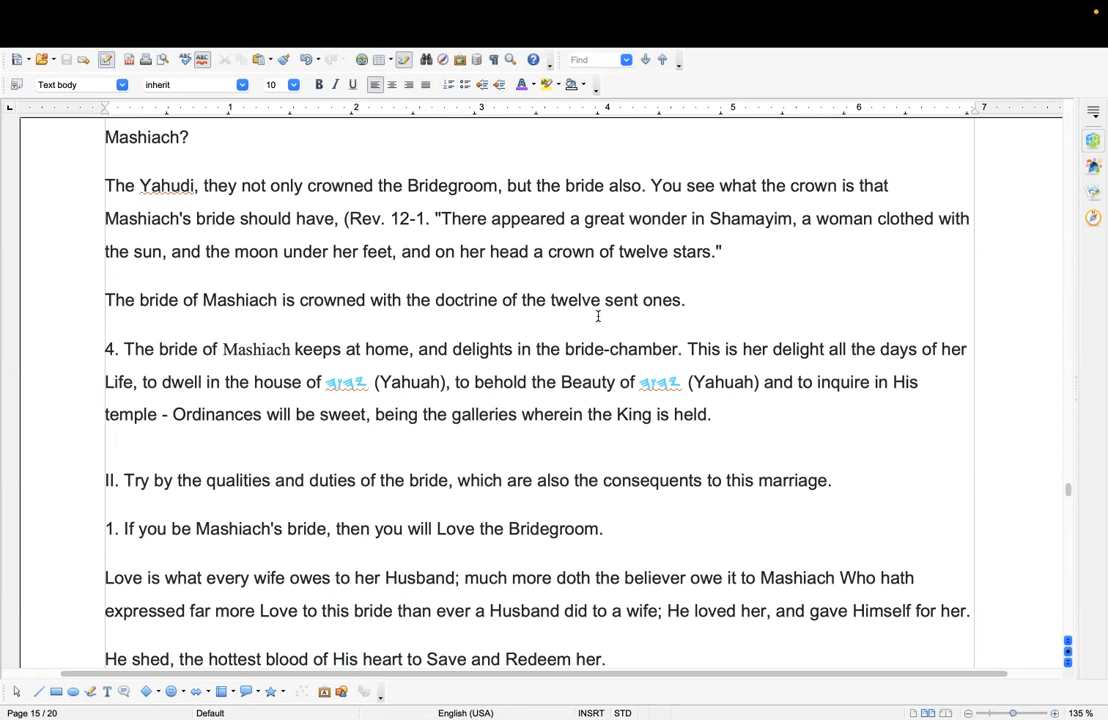 Find
Text body
inherit
10
B I U
1 2 3 4 5 6 7
Mashiach?
The Yahudi, they not only crowned the Bridegroom, but the bride also. You see what the crown is that
Mashiach's bride should have, (Rev. 12-1. "There appeared a great wonder in Shamayim, a woman clothed with
the sun, and the moon under her feet, and on her head a crown of twelve stars."
The bride of Mashiach is crowned with the doctrine of the twelve sent ones.
4. The bride of Mashiach keeps at home, and delights in the bride-chamber. This is her delight all the days of her
Life, to dwell in the house of 𐤉𐤄𐤅𐤄 (Yahuah), to behold the Beauty of 𐤉𐤄𐤅𐤄 (Yahuah) and to inquire in His
temple - Ordinances will be sweet, being the galleries wherein the King is held.
II. Try by the qualities and duties of the bride, which are also the consequents to this marriage.
1. If you be Mashiach's bride, then you will Love the Bridegroom.
Love is what every wife owes to her Husband; much more doth the believer owe it to Mashiach Who hath
expressed far more Love to this bride than ever a Husband did to a wife; He loved her, and gave Himself for her.
He shed, the hottest blood of His heart to Save and Redeem her.
Page 15 / 20
Default
English (USA)
INSRT
STD
135 %